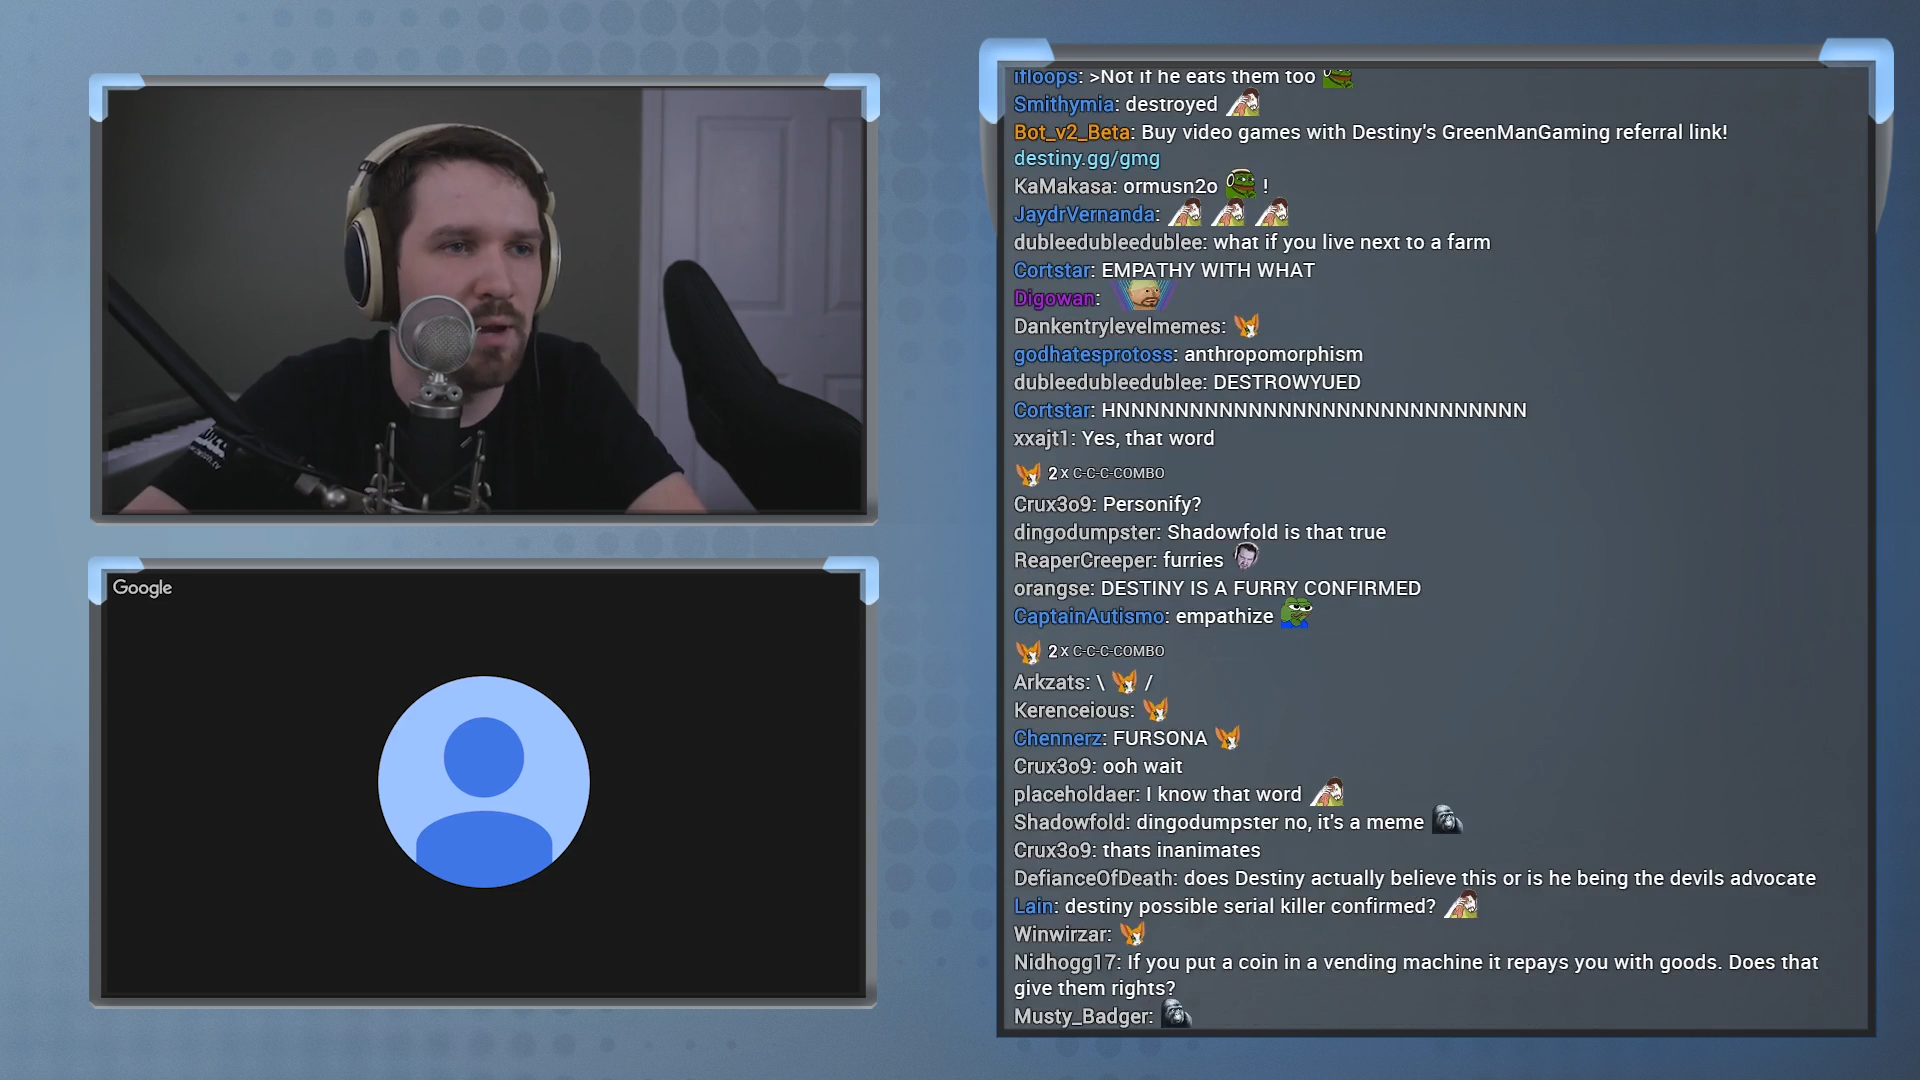 Google
ifloops: >Not if he eats them too
Smithymia: destroyed
Bot_v2_Beta: Buy video games with Destiny's GreenManGaming referral link!
destiny.gg/gmg
KaMakasa: ormusn2o !
JaydrVernanda:
dubleedubleedublee: what if you live next to a farm
Cortstar: EMPATHY WITH WHAT
Digowan:
Dankentrylevelmemes:
godhatesprotoss: anthropomorphism
dubleedubleedublee: DESTROWYUED
Cortstar: HNNNNNNNNNNNNNNNNNNNNNNNNNNNN
xxajt1: Yes, that word
2x C-C-C-COMBO
Crux3o9: Personify?
dingodumpster: Shadowfold is that true
ReaperCreeper: furries
orangse: DESTINY IS A FURRY CONFIRMED
CaptainAutismo: empathize
2x C-C-C-COMBO
Arkzats: \ /
Kerenceious:
Chennerz: FURSONA
Crux3o9: ooh wait
placeholdaer: I know that word
Shadowfold: dingodumpster no, it's a meme
Crux3o9: thats inanimates
DefianceOfDeath: does Destiny actually believe this or is he being the devils advocate
Lain: destiny possible serial killer confirmed?
Winwirzar:
Nidhogg17: If you put a coin in a vending machine it repays you with goods. Does that
give them rights?
Musty_Badger: